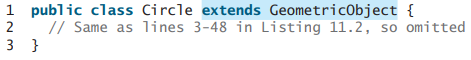 1 public class Circle extends GeometricObject {
2 // Same as lines 3-48 in Listing 11.2, so omitted
3 }